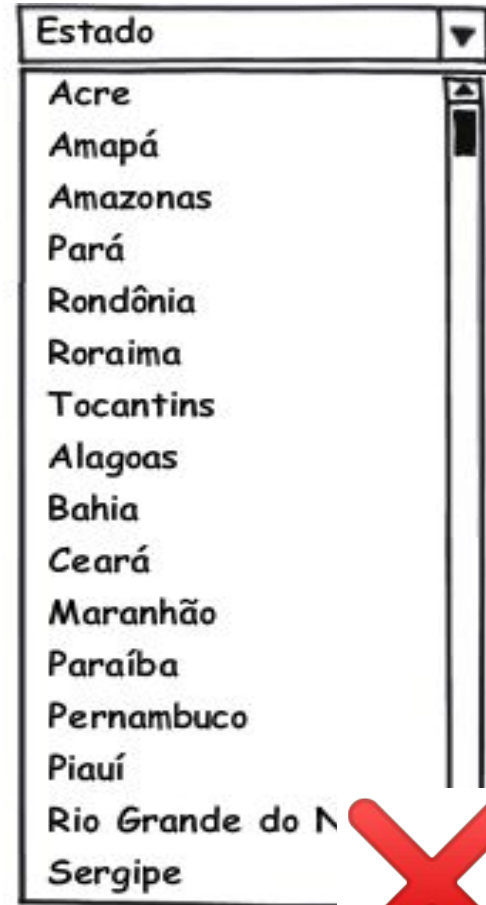 Estado
Acre
Amapá
Amazonas
Pará
Rondônia
Roraima
Tocantins
Alagoas
Bahia
Ceará
Maranhão
Paraíba
Pernambuco
Piauí
Rio Grande do
Sergipe